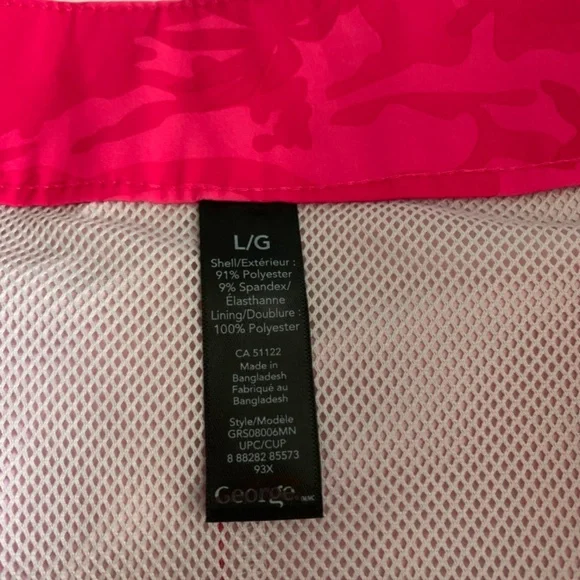 L/G
Shell/Extérieur :
91% Polyester
9% Spandex/
Élasthanne
Lining/Doublure :
100% Polyester
CA 51122
Made in
Bangladesh
Fabriqué au
Bangladesh
Style/Modèle
GRS08006MN
UPC/CUP
8 88282 85573
93X
George